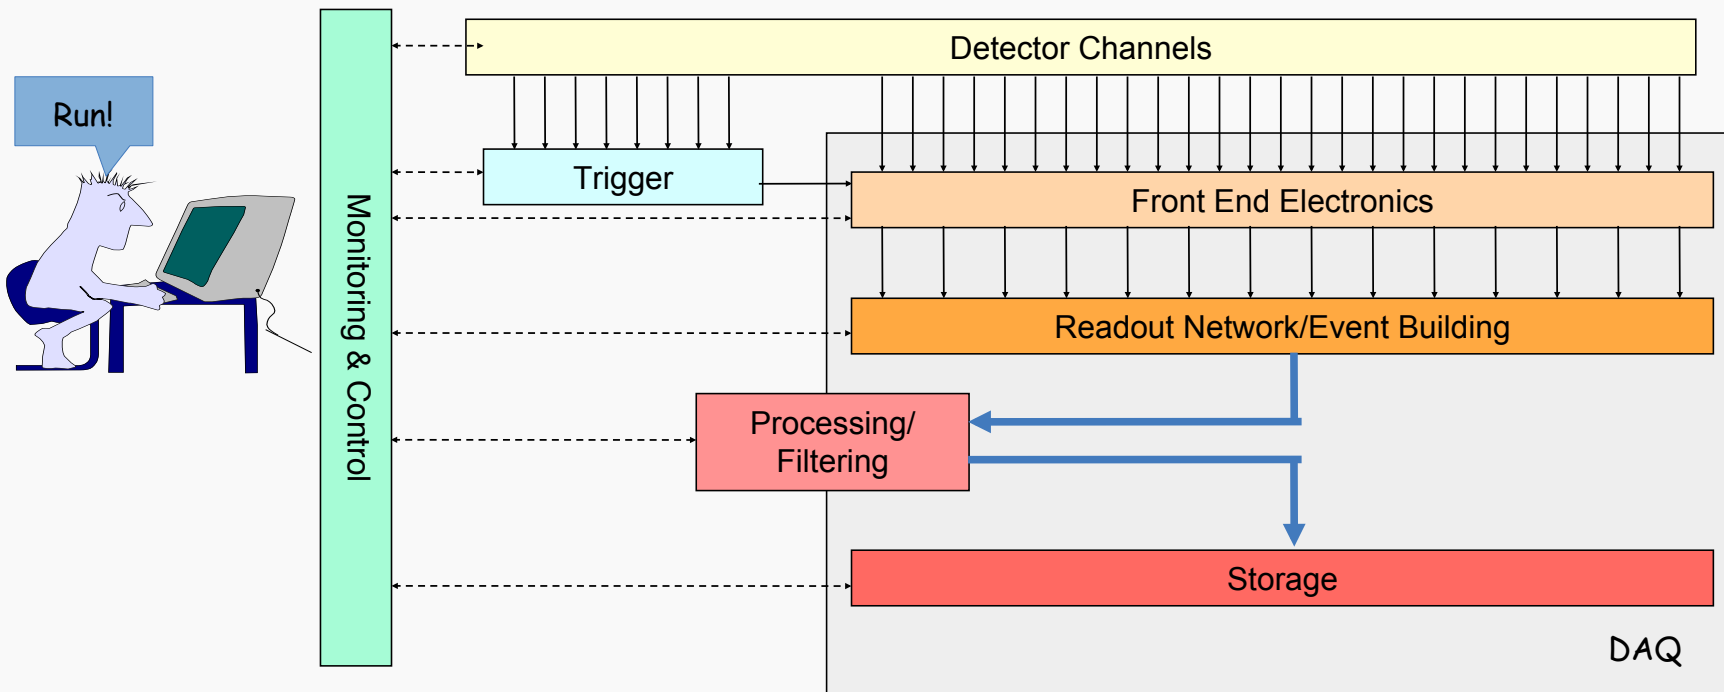 Detector Channels
Run!
Trigger
Front End Electronics
Monitoring & Control
Readout Network/Event Building
Processing/
Filtering
Storage
DAQ